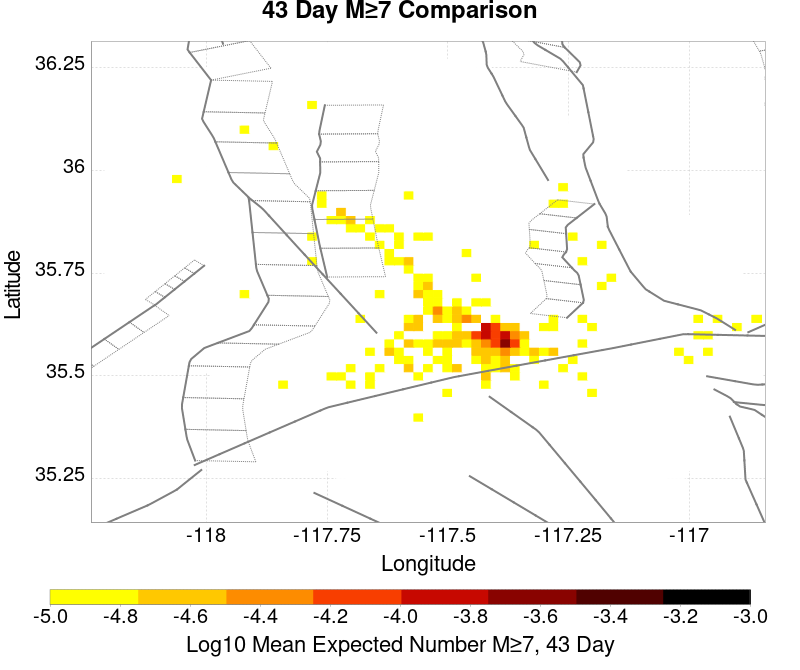 43 Day M≥7 Comparison
36.25
36
35.75
35.5
35.25
Latitude
-118 -117.75 -117.5 -117.25 -117
Longitude
-5.0 -4.8 -4.6 -4.4 -4.2 -4.0 -3.8 -3.6 -3.4 -3.2 -3.0
Log10 Mean Expected Number M≥7, 43 Day